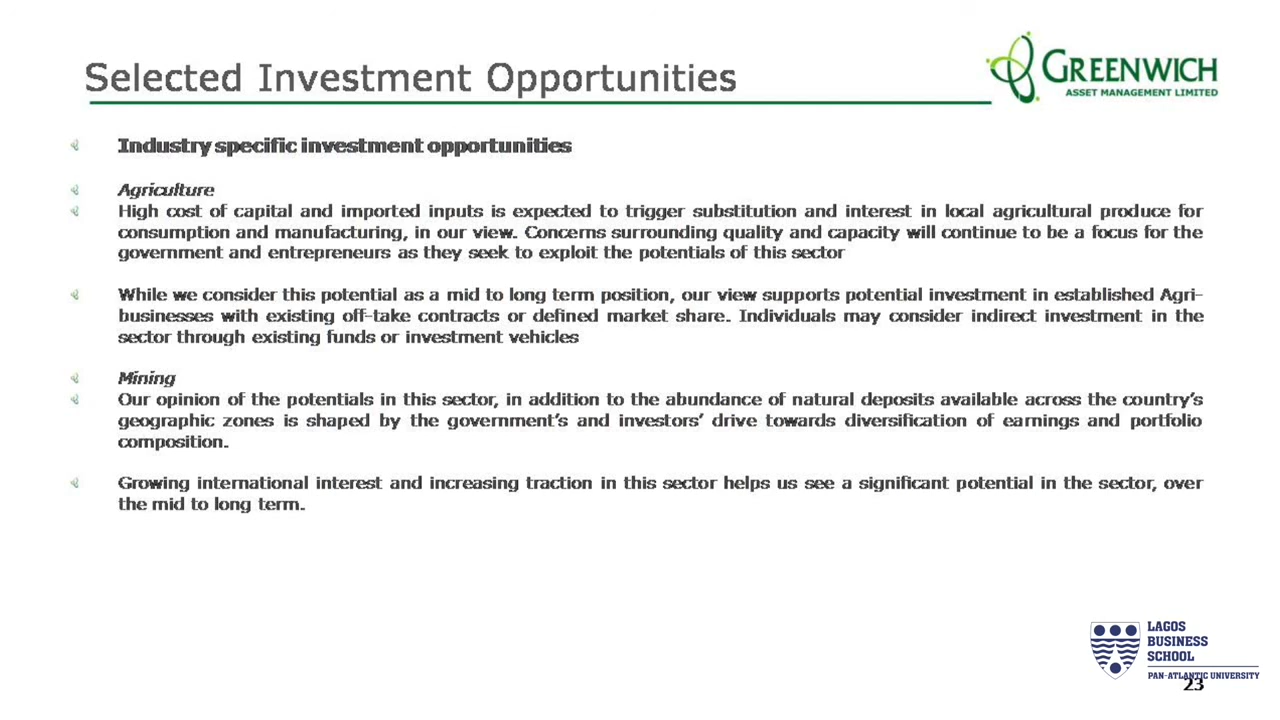 Selected Investment Opportunities
GREENWICH
ASSET MANAGEMENT LIMITED
Industry specific investment opportunities
Agriculture
High cost of capital and imported inputs is expected to trigger substitution and interest in local agricultural produce for
consumption and manufacturing, in our view. Concerns surrounding quality and capacity will continue to be a focus for the
government and entrepreneurs as they seek to exploit the potentials of this sector
While we consider this potential as a mid to long term position, our view supports potential investment in established Agri-
businesses with existing off-take contracts or defined market share. Individuals may consider indirect investment in the
sector through existing funds or investment vehicles
Mining
Our opinion of the potentials in this sector, in addition to the abundance of natural deposits available across the country's
geographic zones is shaped by the government's and investors' drive towards diversification of earnings and portfolio
composition.
Growing international interest and increasing traction in this sector helps us see a significant potential in the sector, over
the mid to long term.
LAGOS
BUSINESS
SCHOOL
PAN-ATLANTIC UNIVERSITY
23